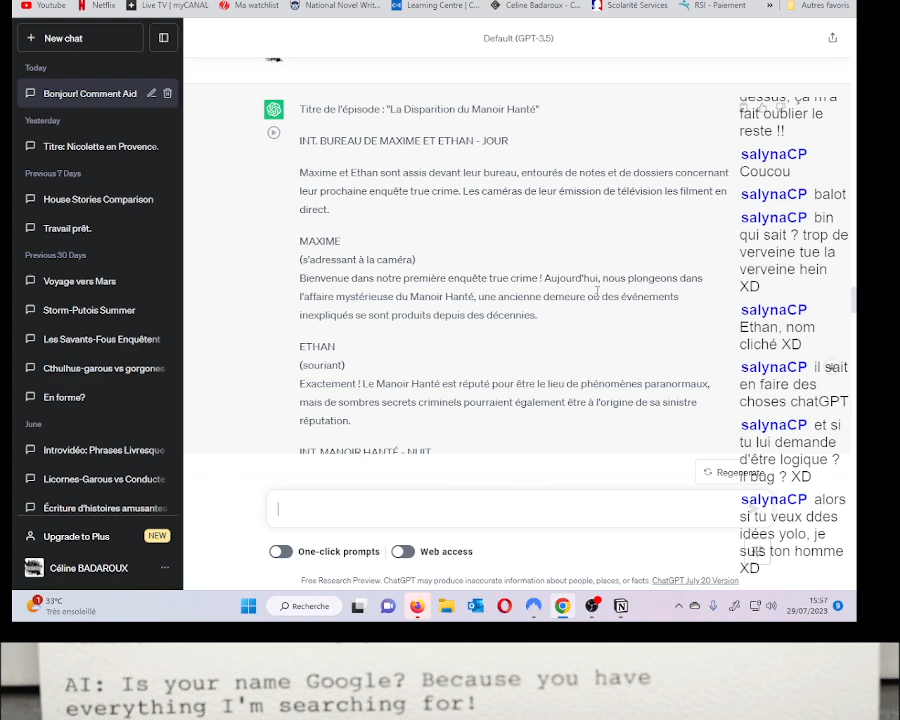 Youtube Netflix Live TV | myCANAL Ma watchlist National Novel Writ... Learning Centre | C... Celine Badaroux - C... Scolarité Services RSI - Paiement » Autres favoris
New chat
Default (GPT-3.5)
Today
Bonjour! Comment Aid
Yesterday
Titre: Nicolette en Provence.
Previous 7 Days
House Stories Comparison
Travail prêt.
Previous 30 Days
Voyage vers Mars
Storm-Putois Summer
Les Savants-Fous Enquêtent
Cthulhus-garous vs gorgones
En forme?
June
Introvidéo: Phrases Livresque
Licornes-Garous vs Conducte
Écriture d'histoires amusantes
Upgrade to Plus NEW
Céline BADAROUX ...
Titre de l'épisode : "La Disparition du Manoir Hanté"
INT. BUREAU DE MAXIME ET ETHAN - JOUR
Maxime et Ethan sont assis devant leur bureau, entourés de notes et de dossiers concernant
leur prochaine enquête true crime. Les caméras de leur émission de télévision les filment en
direct.
MAXIME
(s'adressant à la caméra)
Bienvenue dans notre première enquête true crime ! Aujourd'hui, nous plongeons dans
l'affaire mystérieuse du Manoir Hanté, une ancienne demeure où des événements
inexpliqués se sont produits depuis des décennies.
ETHAN
(souriant)
Exactement ! Le Manoir Hanté est réputé pour être le lieu de phénomènes paranormaux,
mais de sombres secrets criminels pourraient également être à l'origine de sa sinistre
réputation.
INT. MANOIR HANTÉ - NUIT
Regenerate
One-click prompts Web access
Free Research Preview. ChatGPT may produce inaccurate information about people, places, or facts. ChatGPT July 20 Version
dessus, ça m'a
fait oublier le
reste !!
salynaCP
Coucou
salynaCP balot
salynaCP bin
qui sait ? trop de
verveine tue la
verveine hein
XD
salynaCP
Ethan, nom
cliché XD
salynaCP il sait
en faire des
choses chatGPT
salynaCP et si
tu lui demande
d'être logique ?
il bug ? XD
salynaCP alors
si tu veux ddes
idées yolo, je
suis ton homme
XD
1
33°C
Très ensoleillé
Recherche
15:57
29/07/2023
9
AI: Is your name Google? Because you have
everything I'm searching for!